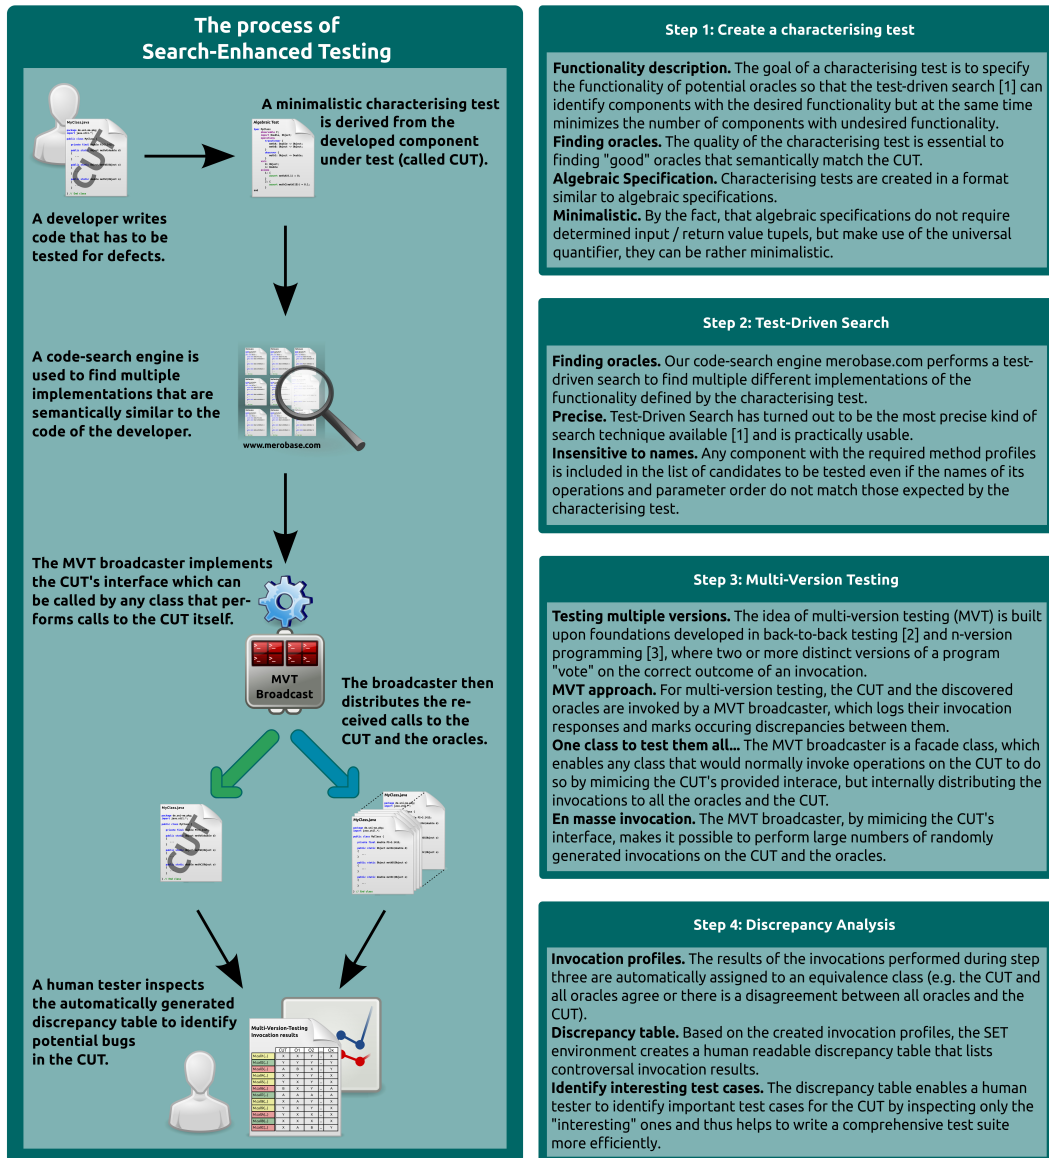 The process of
Search-Enhanced Testing
MyClass.java
CUT
A developer writes
code that has to be
tested for defects.
Algebraic Test
A minimalistic characterising test
is derived from the
developed component
under test (called CUT).
A code-search engine is
used to find multiple
implementations that are
semantically similar to the
code of the developer.
www.merobase.com
The MVT broadcaster implements
the CUT's interface which can
be called by any class that per-
forms calls to the CUT itself.
MVT
Broadcast
The broadcaster then
distributes the re-
ceived calls to the
CUT and the oracles.
MyClass.java
CUT
MyClass.java
MyClass.java
A human tester inspects
the automatically generated
discrepancy table to identify
potential bugs
in the CUT.
Multi-Version-Testing
Invocation results
CUT O1 O2 ... Ox
Step 1: Create a characterising test
Functionality description. The goal of a characterising test is to specify
the functionality of potential oracles so that the test-driven search [1] can
identify components with the desired functionality but at the same time
minimizes the number of components with undesired functionality.
Finding oracles. The quality of the characterising test is essential to
finding "good" oracles that semantically match the CUT.
Algebraic Specification. Characterising tests are created in a format
similar to algebraic specifications.
Minimalistic. By the fact, that algebraic specifications do not require
determined input / return value tupels, but make use of the universal
quantifier, they can be rather minimalistic.
Step 2: Test-Driven Search
Finding oracles. Our code-search engine merobase.com performs a test-
driven search to find multiple different implementations of the
functionality defined by the characterising test.
Precise. Test-Driven Search has turned out to be the most precise kind of
search technique available [1] and is practically usable.
Insensitive to names. Any component with the required method profiles
is included in the list of candidates to be tested even if the names of its
operations and parameter order do not match those expected by the
characterising test.
Step 3: Multi-Version Testing
Testing multiple versions. The idea of multi-version testing (MVT) is built
upon foundations developed in back-to-back testing [2] and n-version
programming [3], where two or more distinct versions of a program
"vote" on the correct outcome of an invocation.
MVT approach. For multi-version testing, the CUT and the discovered
oracles are invoked by a MVT broadcaster, which logs their invocation
responses and marks occuring discrepancies between them.
One class to test them all... The MVT broadcaster is a facade class, which
enables any class that would normally invoke operations on the CUT to do
so by mimicing the CUT's provided interace, but internally distributing the
invocations to all the oracles and the CUT.
En masse invocation. The MVT broadcaster, by mimicing the CUT's
interface, makes it possible to perfrom large numbers of randomly
generated invocations on the CUT and the oracles.
Step 4: Discrepancy Analysis
Invocation profiles. The results of the invocations performed during step
three are automatically assigned to an equivalence class (e.g. the CUT and
all oracles agree or there is a disagreement between all oracles and the
CUT).
Discrepancy table. Based on the created invocation profiles, the SET
environment creates a human readable discrepancy table that lists
controversal invocation results.
Identify interesting test cases. The discrepancy table enables a human
tester to identify important test cases for the CUT by inspecting only the
"interesting" ones and thus helps to write a comprehensive test suite
more efficiently.